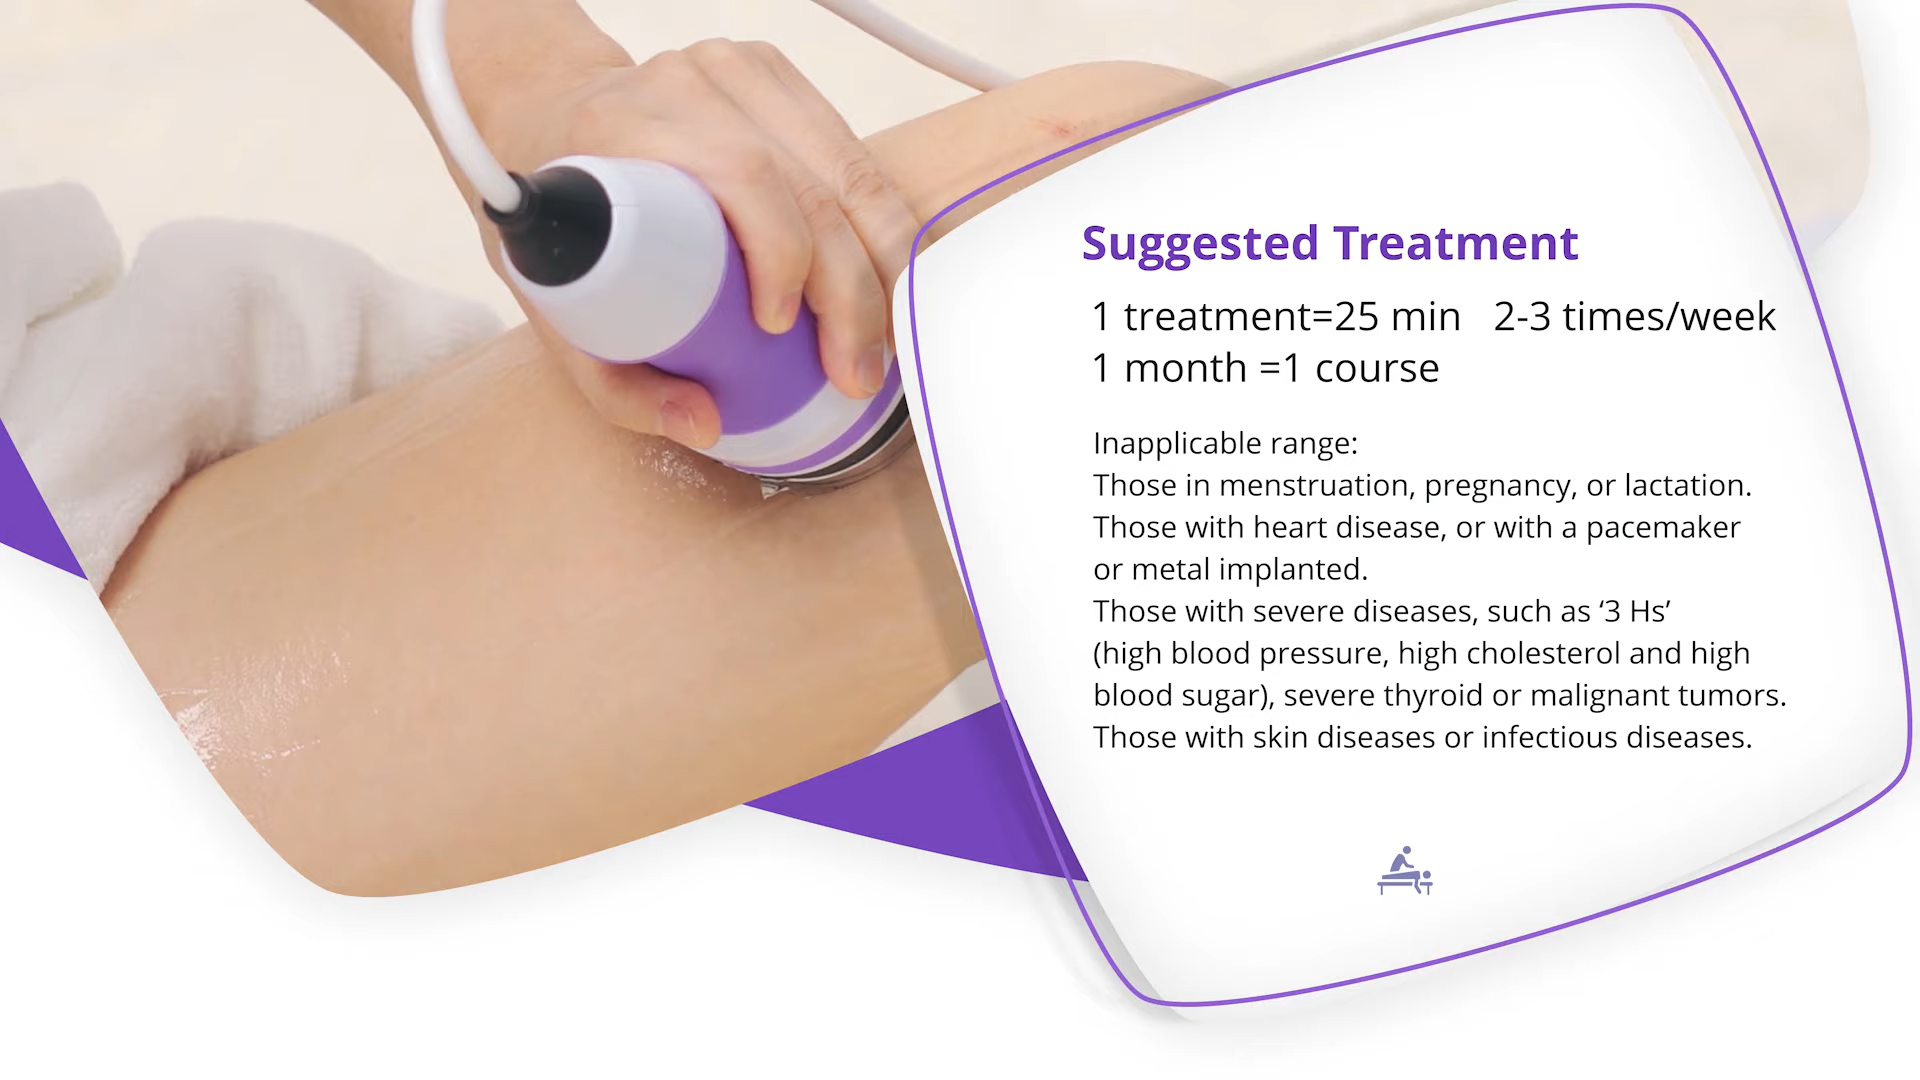 Suggested Treatment
1 treatment=25 min 2-3 times/week
1 month =1 course
Inapplicable range:
Those in menstruation, pregnancy, or lactation.
Those with heart disease, or with a pacemaker
or metal implanted.
Those with severe diseases, such as ‘3 Hs’
(high blood pressure, high cholesterol and high
blood sugar), severe thyroid or malignant tumors.
Those with skin diseases or infectious diseases.